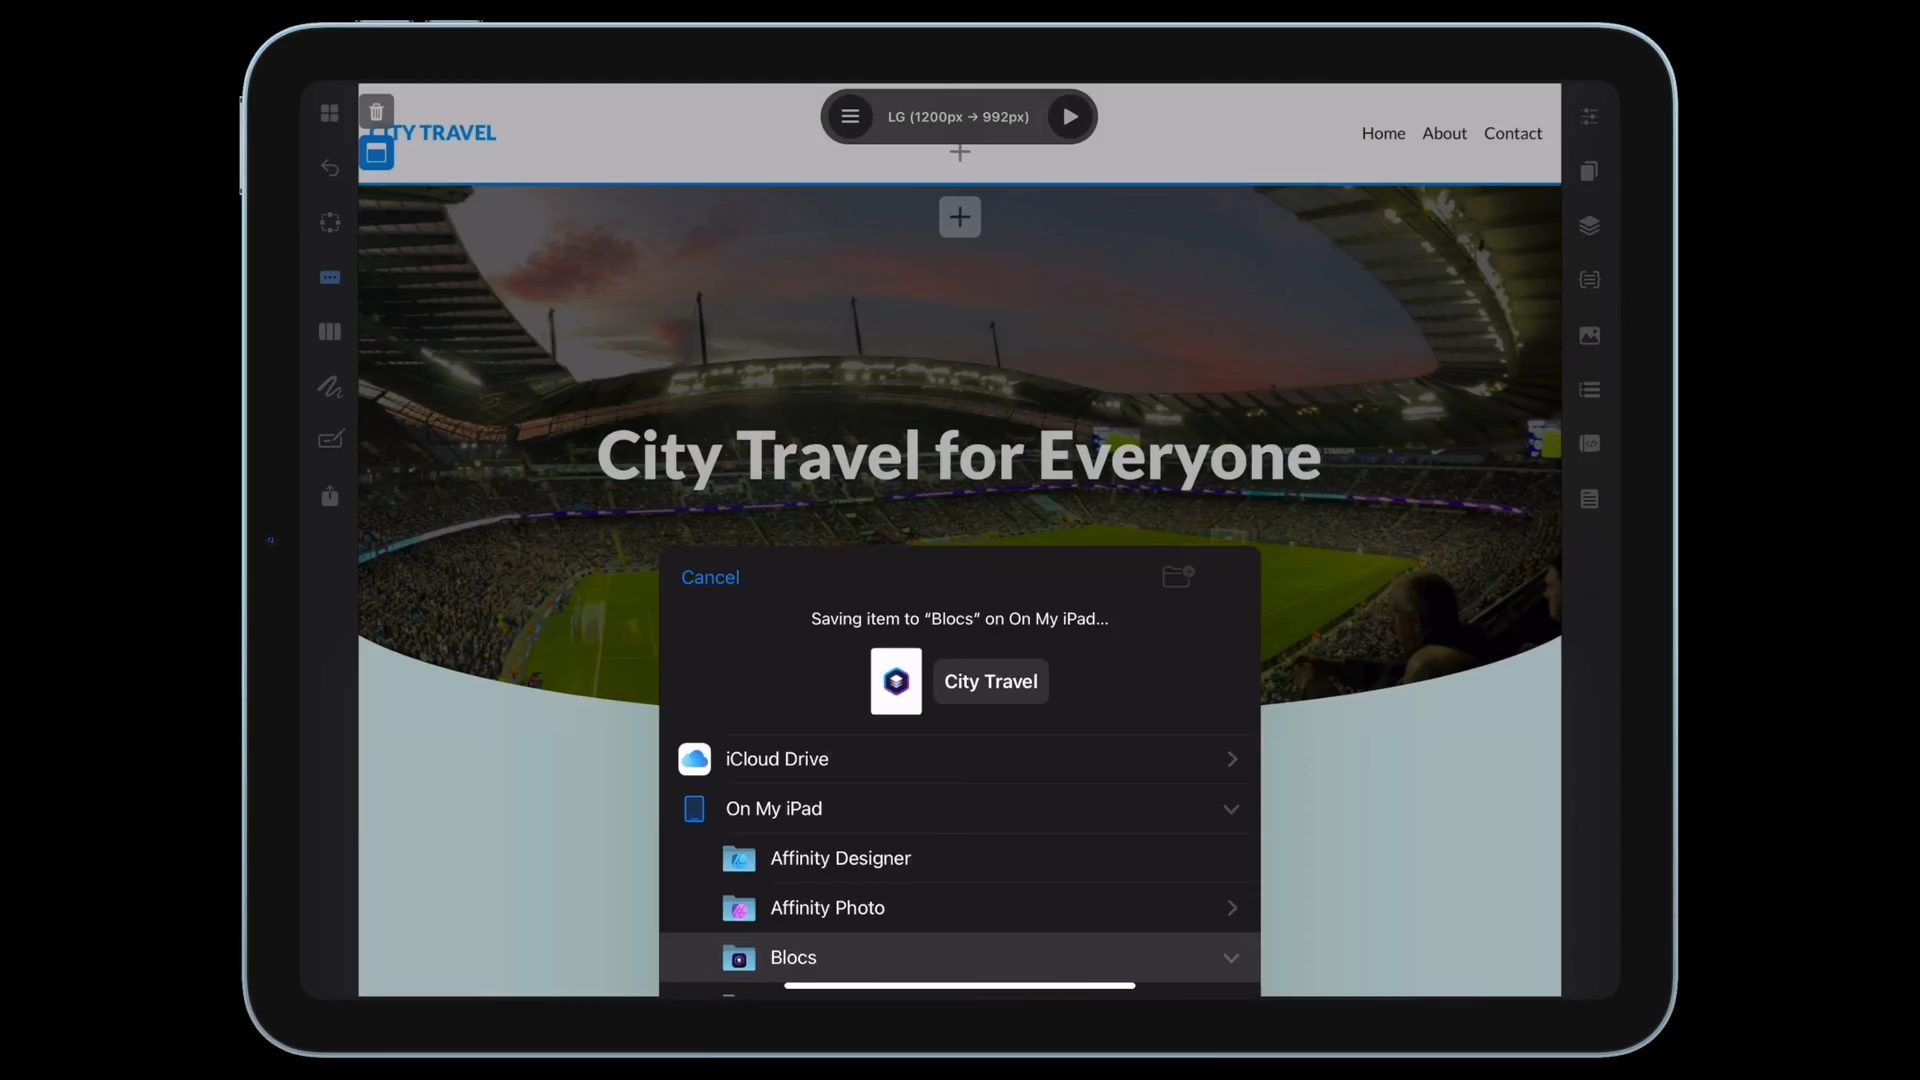 CITY TRAVEL
LG (1200px → 992px)
Home About Contact
City Travel for Everyone
Cancel
Saving item to “Blocs” on On My iPad...
City Travel
iCloud Drive
On My iPad
Affinity Designer
Affinity Photo
Blocs